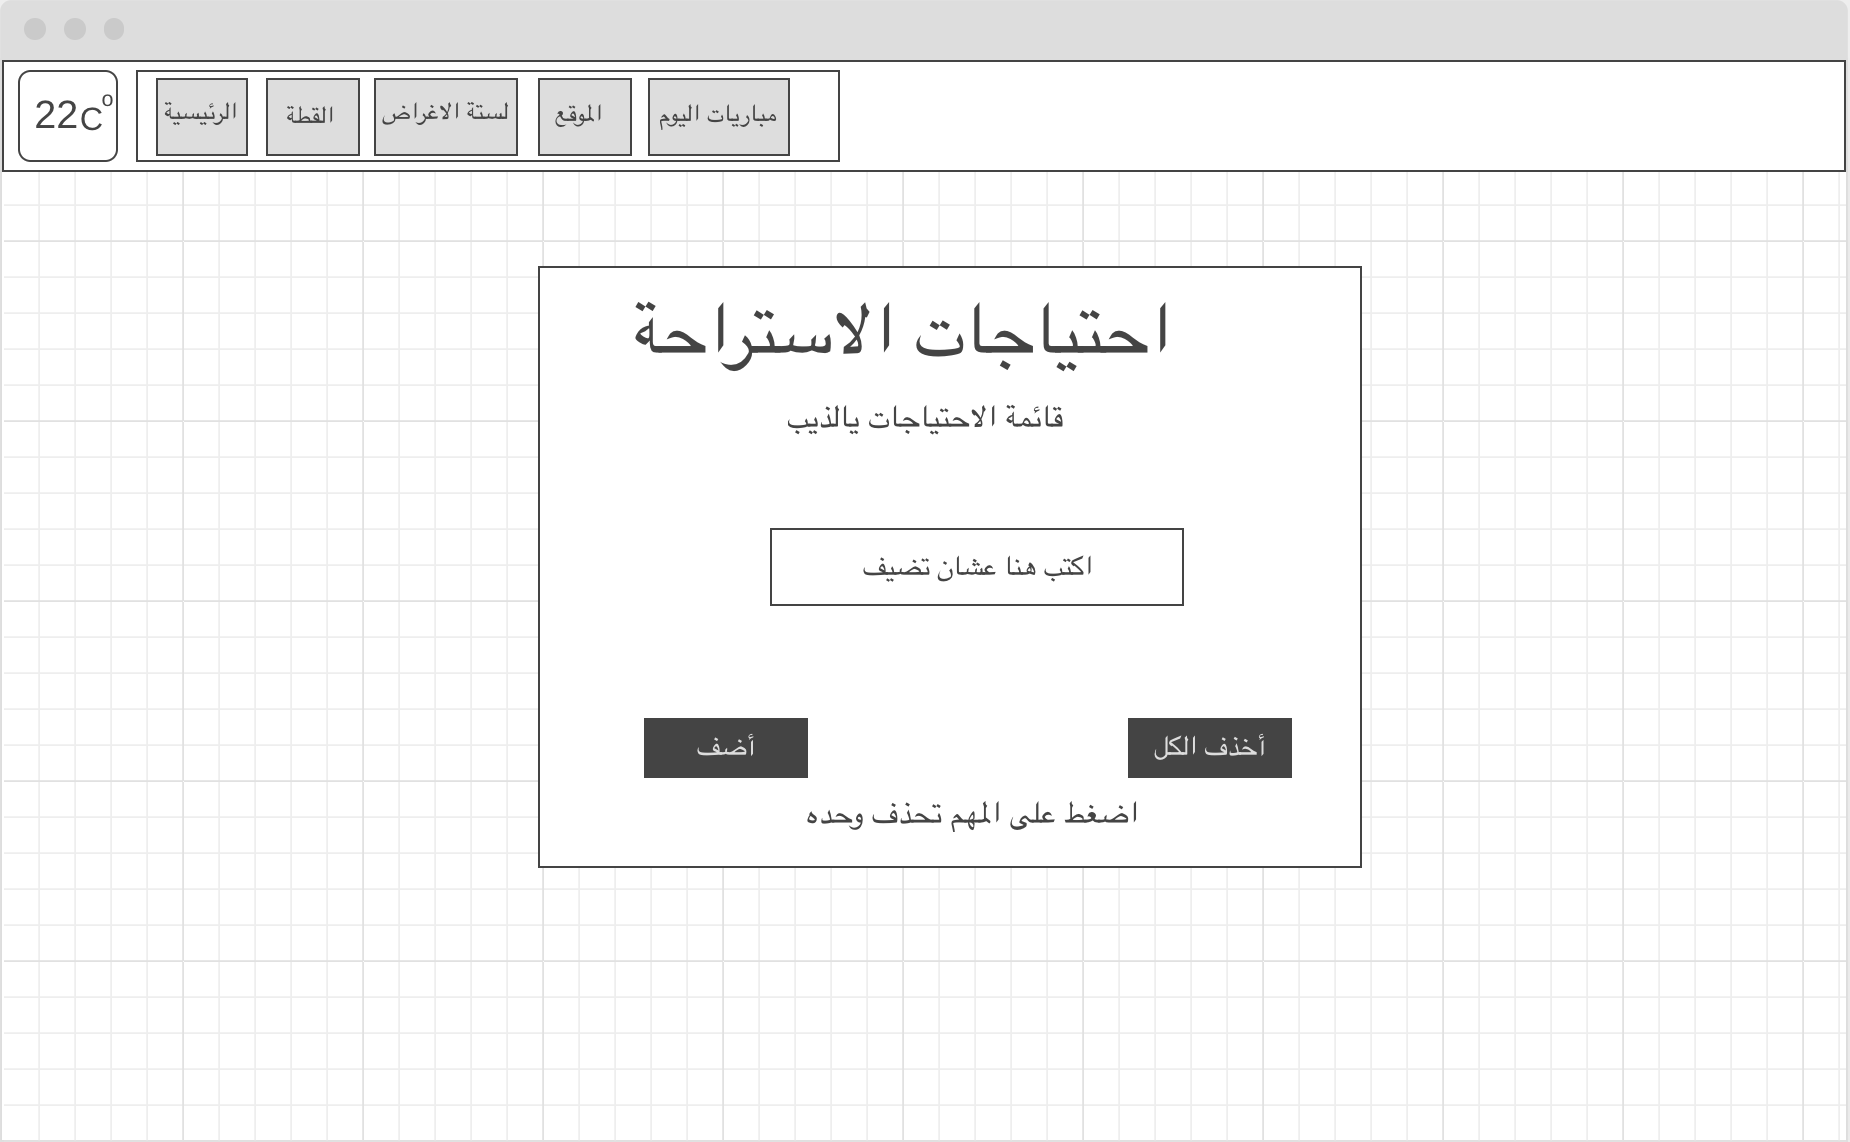 22C°
الرئيسية
القطة
لستة الاغراض
الموقع
مباريات اليوم
احتياجات الاستراحة
قائمة الاحتياجات يالذيب
اكتب هنا عشان تضيف
أخذف الكل
أضف
اضغط على المهم تحذف وحده